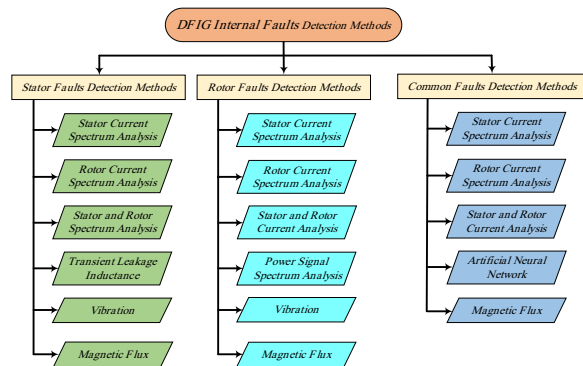 DFIG Internal Faults Detection Methods
Stator Faults Detection Methods
Stator Current
Spectrum Analysis
Rotor Current
Spectrum Analysis
Stator and Rotor
Spectrum Analysis
Transient Leakage
Inductance
Vibration
Magnetic Flux
Rotor Faults Detection Methods
Stator Current
Spectrum Analysis
Rotor Current
Spectrum Analysis
Stator and Rotor
Current Analysis
Power Signal
Spectrum Analysis
Vibration
Magnetic Flux
Common Faults Detection Methods
Stator Current
Spectrum Analysis
Rotor Current
Spectrum Analysis
Stator and Rotor
Current Analysis
Artificial Neural
Network
Magnetic Flux